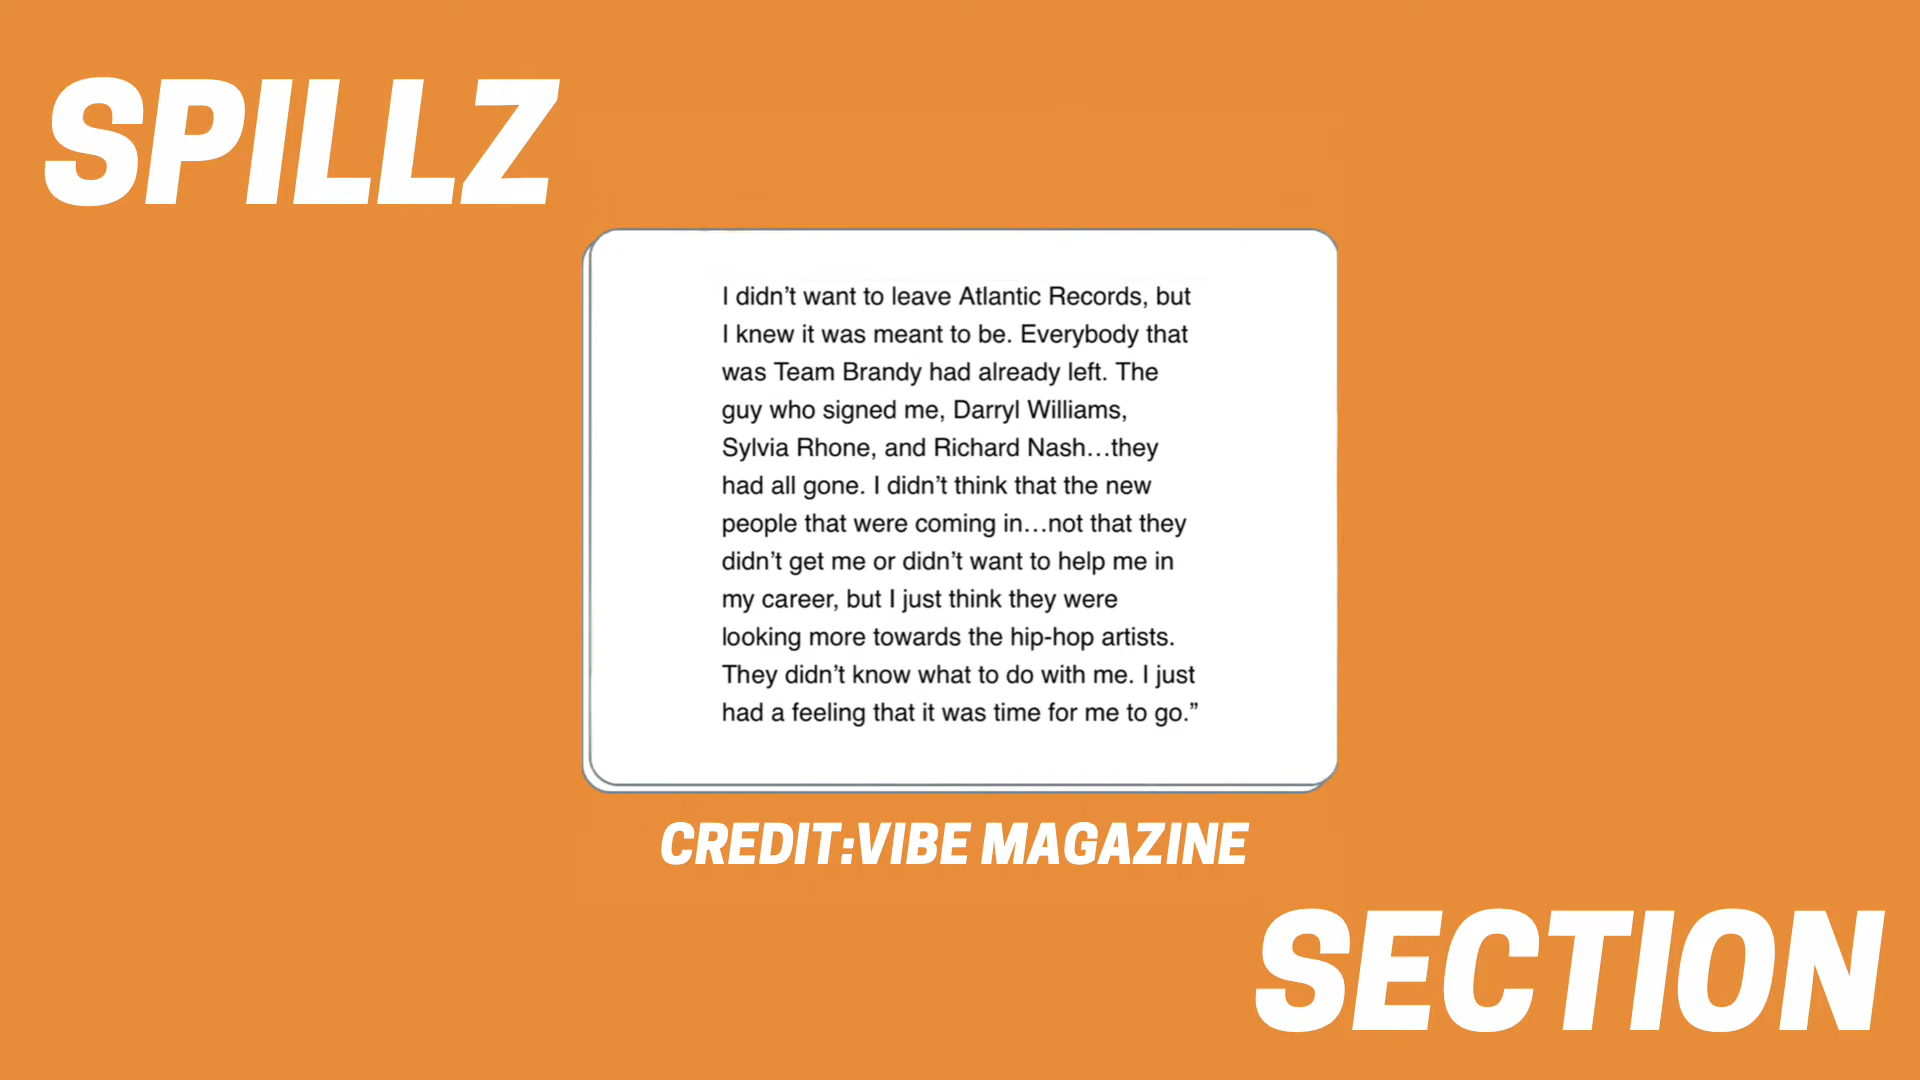 SPILLZ
I didn’t want to leave Atlantic Records, but
I knew it was meant to be. Everybody that
was Team Brandy had already left. The
guy who signed me, Darryl Williams,
Sylvia Rhone, and Richard Nash…they
had all gone. I didn’t think that the new
people that were coming in…not that they
didn’t get me or didn’t want to help me in
my career, but I just think they were
looking more towards the hip-hop artists.
They didn’t know what to do with me. I just
had a feeling that it was time for me to go.”
CREDIT:VIBE MAGAZINE
SECTION